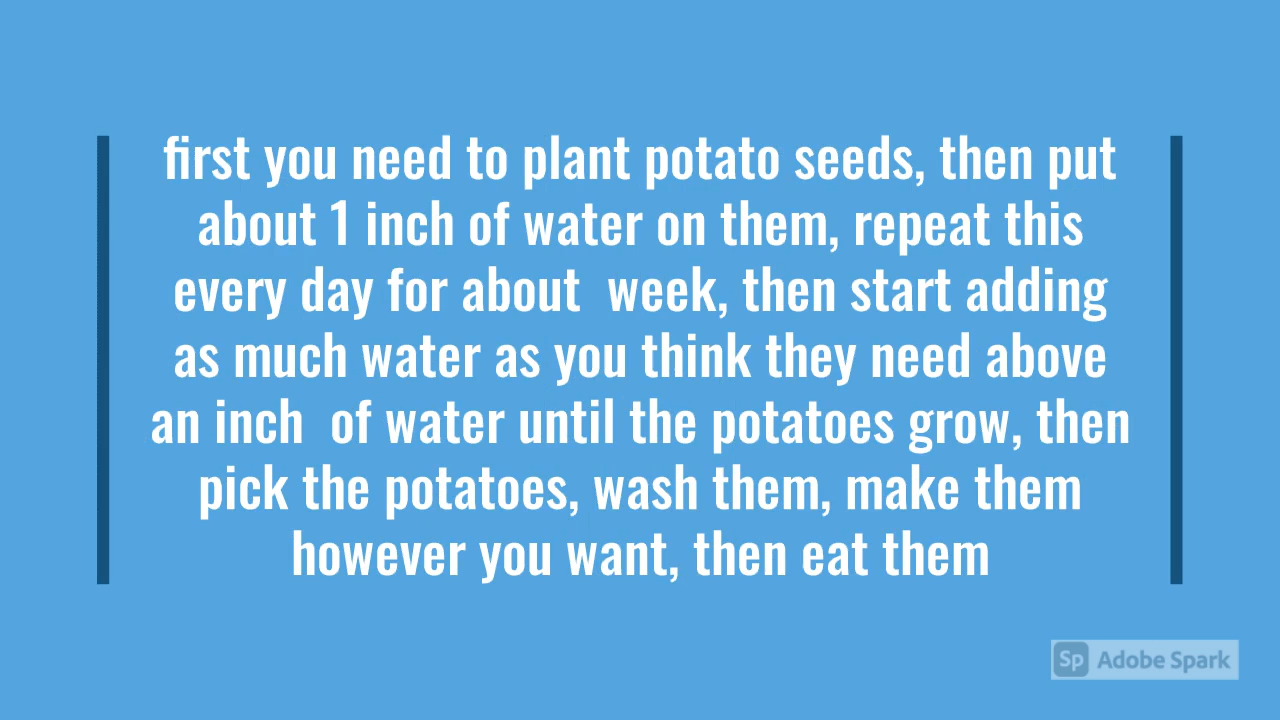 first you need to plant potato seeds, then put
about 1 inch of water on them, repeat this
every day for about  week, then start adding
as much water as you think they need above
an inch  of water until the potatoes grow, then
pick the potatoes, wash them, make them
however you want, then eat them
Sp Adobe Spark